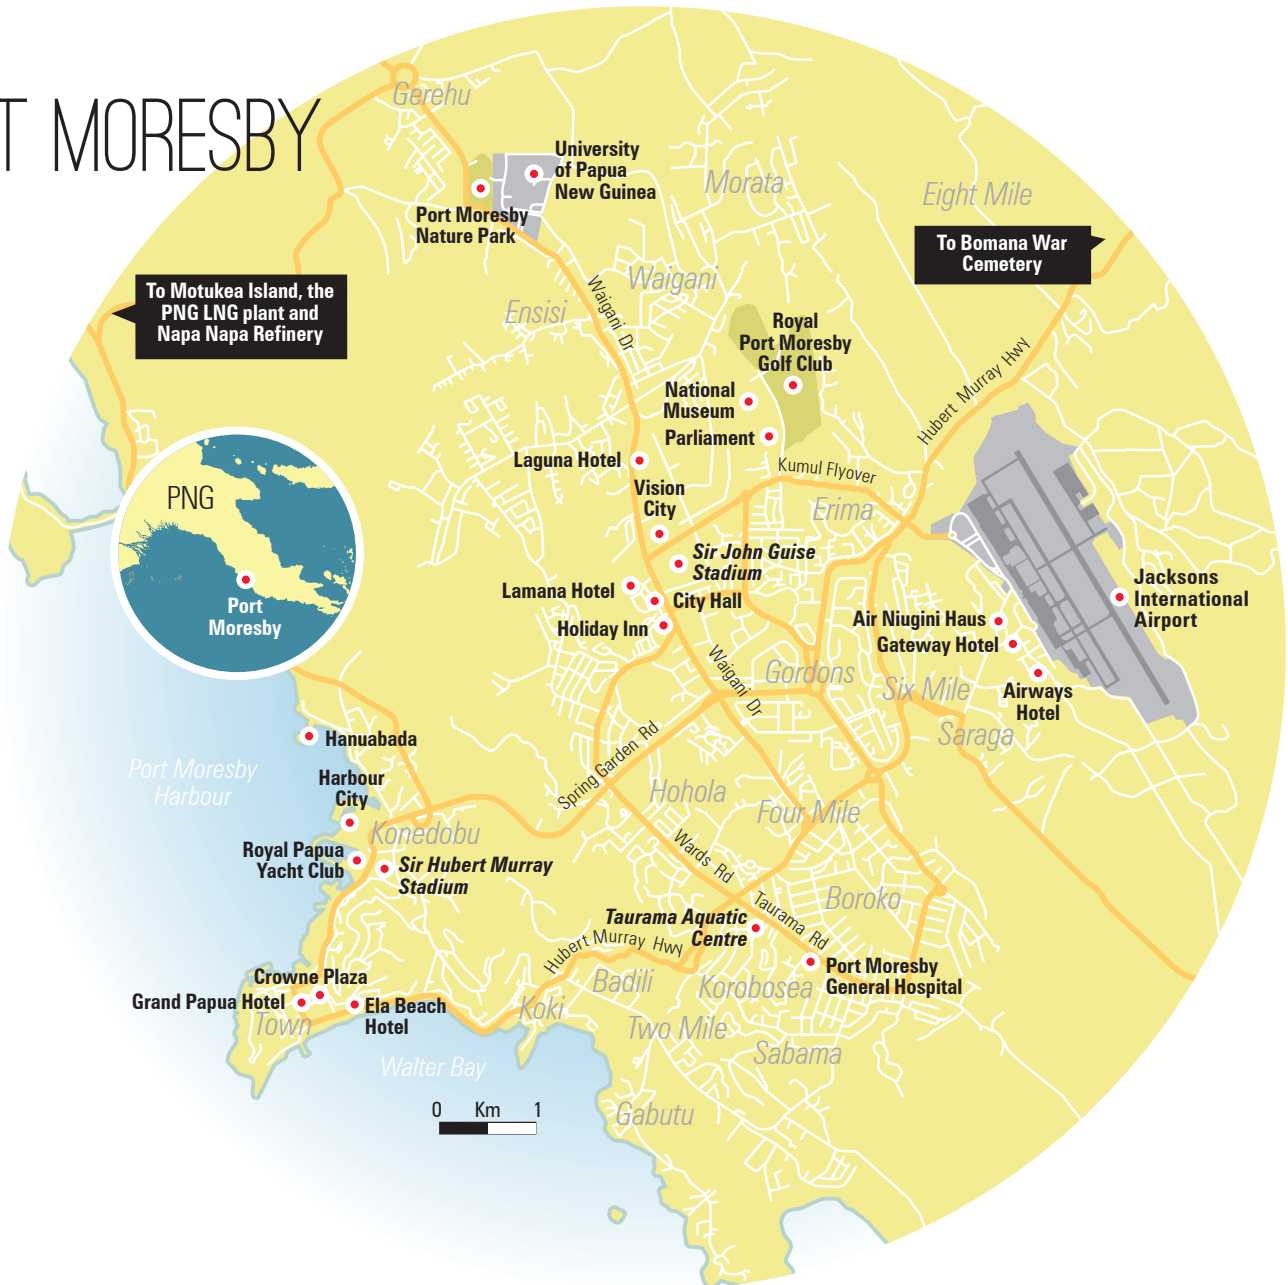 T MORESBY
Gerehu
University
of Papua
New Guinea
Port Moresby
Nature Park
Morata
Eight Mile
To Bomana War
Cemetery
Waigani
Ensisi
Waigani Dr
To Motukea Island, the
PNG LNG plant and
Napa Napa Refinery
Royal
Port Moresby
Golf Club
National
Museum
Parliament
Hubert Murray Hwy
Laguna Hotel
Kumul Flyover
Vision
City
Erima
PNG
Port
Moresby
Sir John Guise
Stadium
Lamana Hotel
City Hall
Holiday Inn
Jacksons
International
Airport
Air Niugini Haus
Gateway Hotel
Airways
Hotel
Waigani Dr
Gordons
Six Mile
Saraga
Hanuabada
Port Moresby
Harbour
Harbour
City
Spring Garden Rd
Hohola
Four Mile
Konedobu
Royal Papua
Yacht Club
Sir Hubert Murray
Stadium
Wards Rd
Boroko
Taurama Rd
Taurama Aquatic
Centre
Hubert Murray Hwy
Port Moresby
General Hospital
Badili
Korobosea
Crowne Plaza
Grand Papua Hotel
Ela Beach
Hotel
Town
Koki
Two Mile
Sabama
Walter Bay
0 Km 1
Gabutu